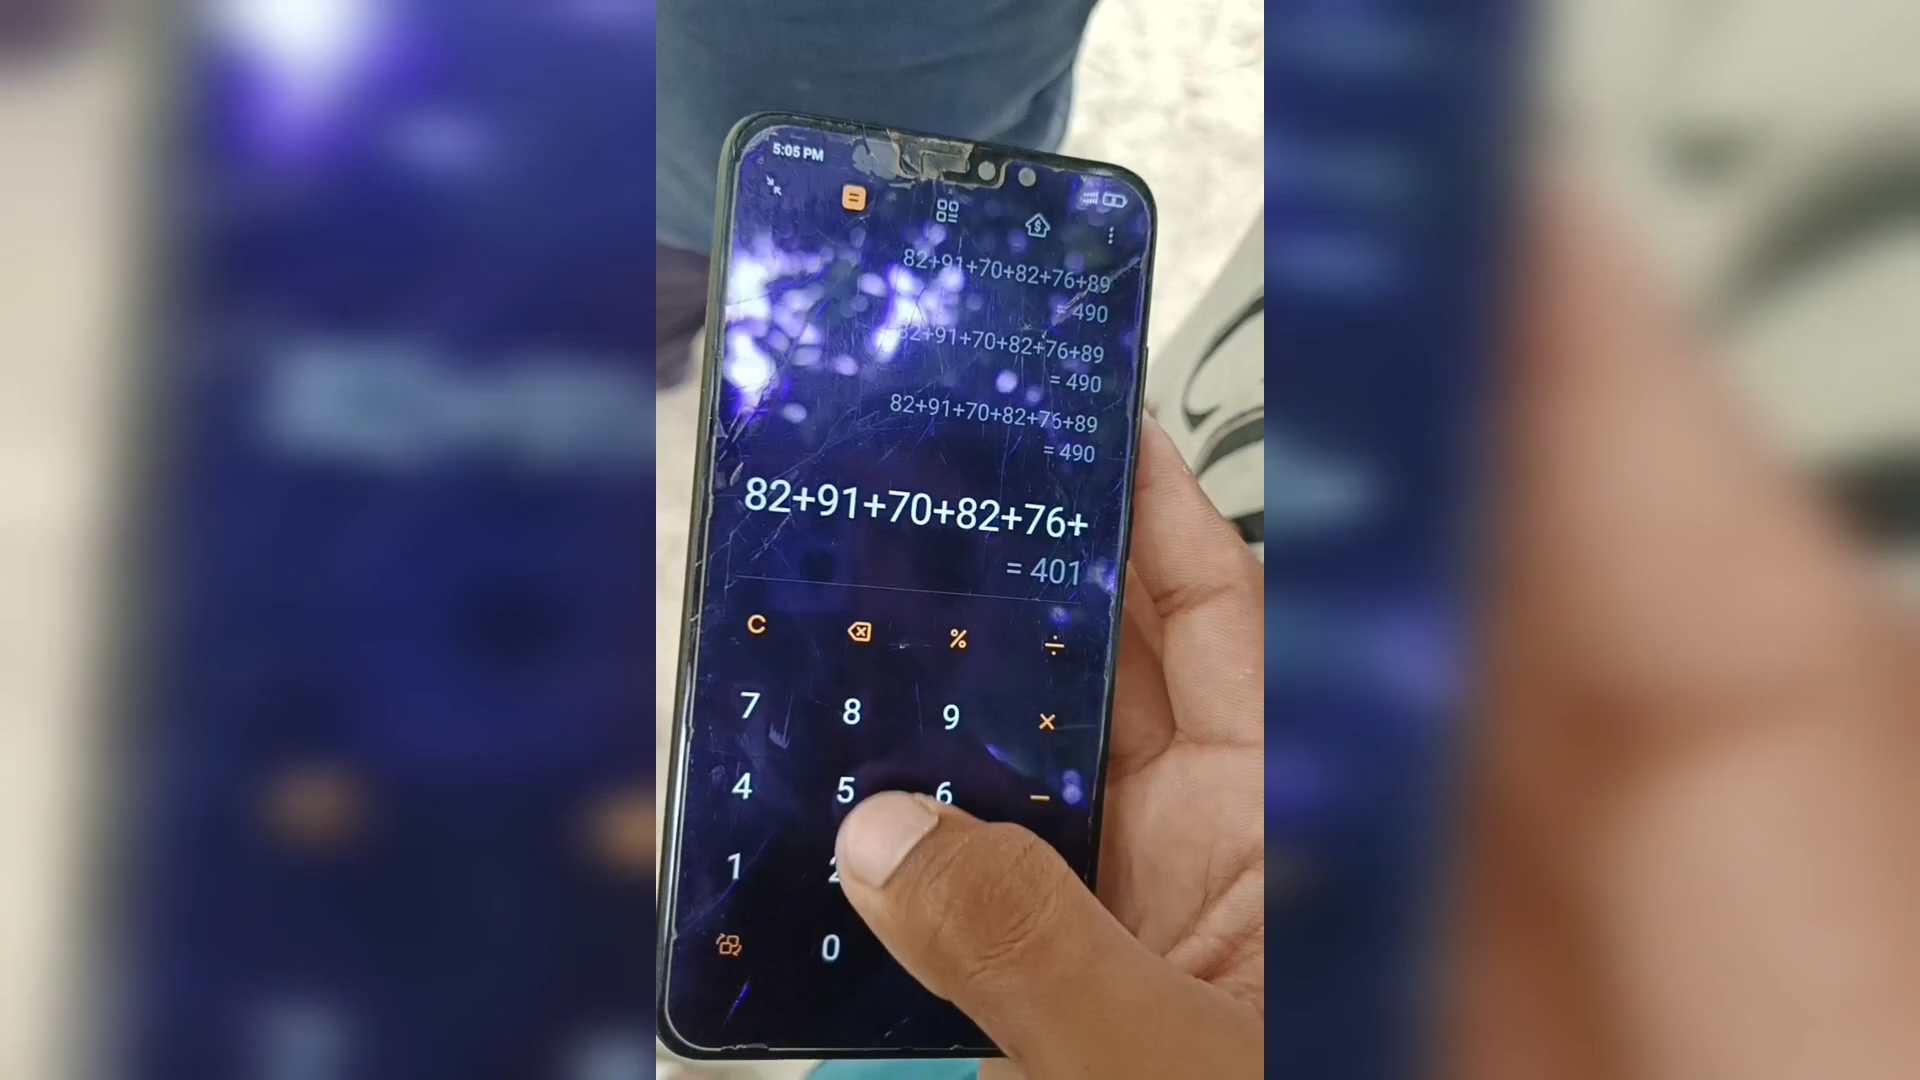 5:05 PM
82+91+70+82+76+89
= 490
82+91+70+82+76+89
= 490
82+91+70+82+76+89
= 490
82+91+70+82+76+
= 401
C % ÷
7 8 9 ×
4 5 6 −
1 2
0